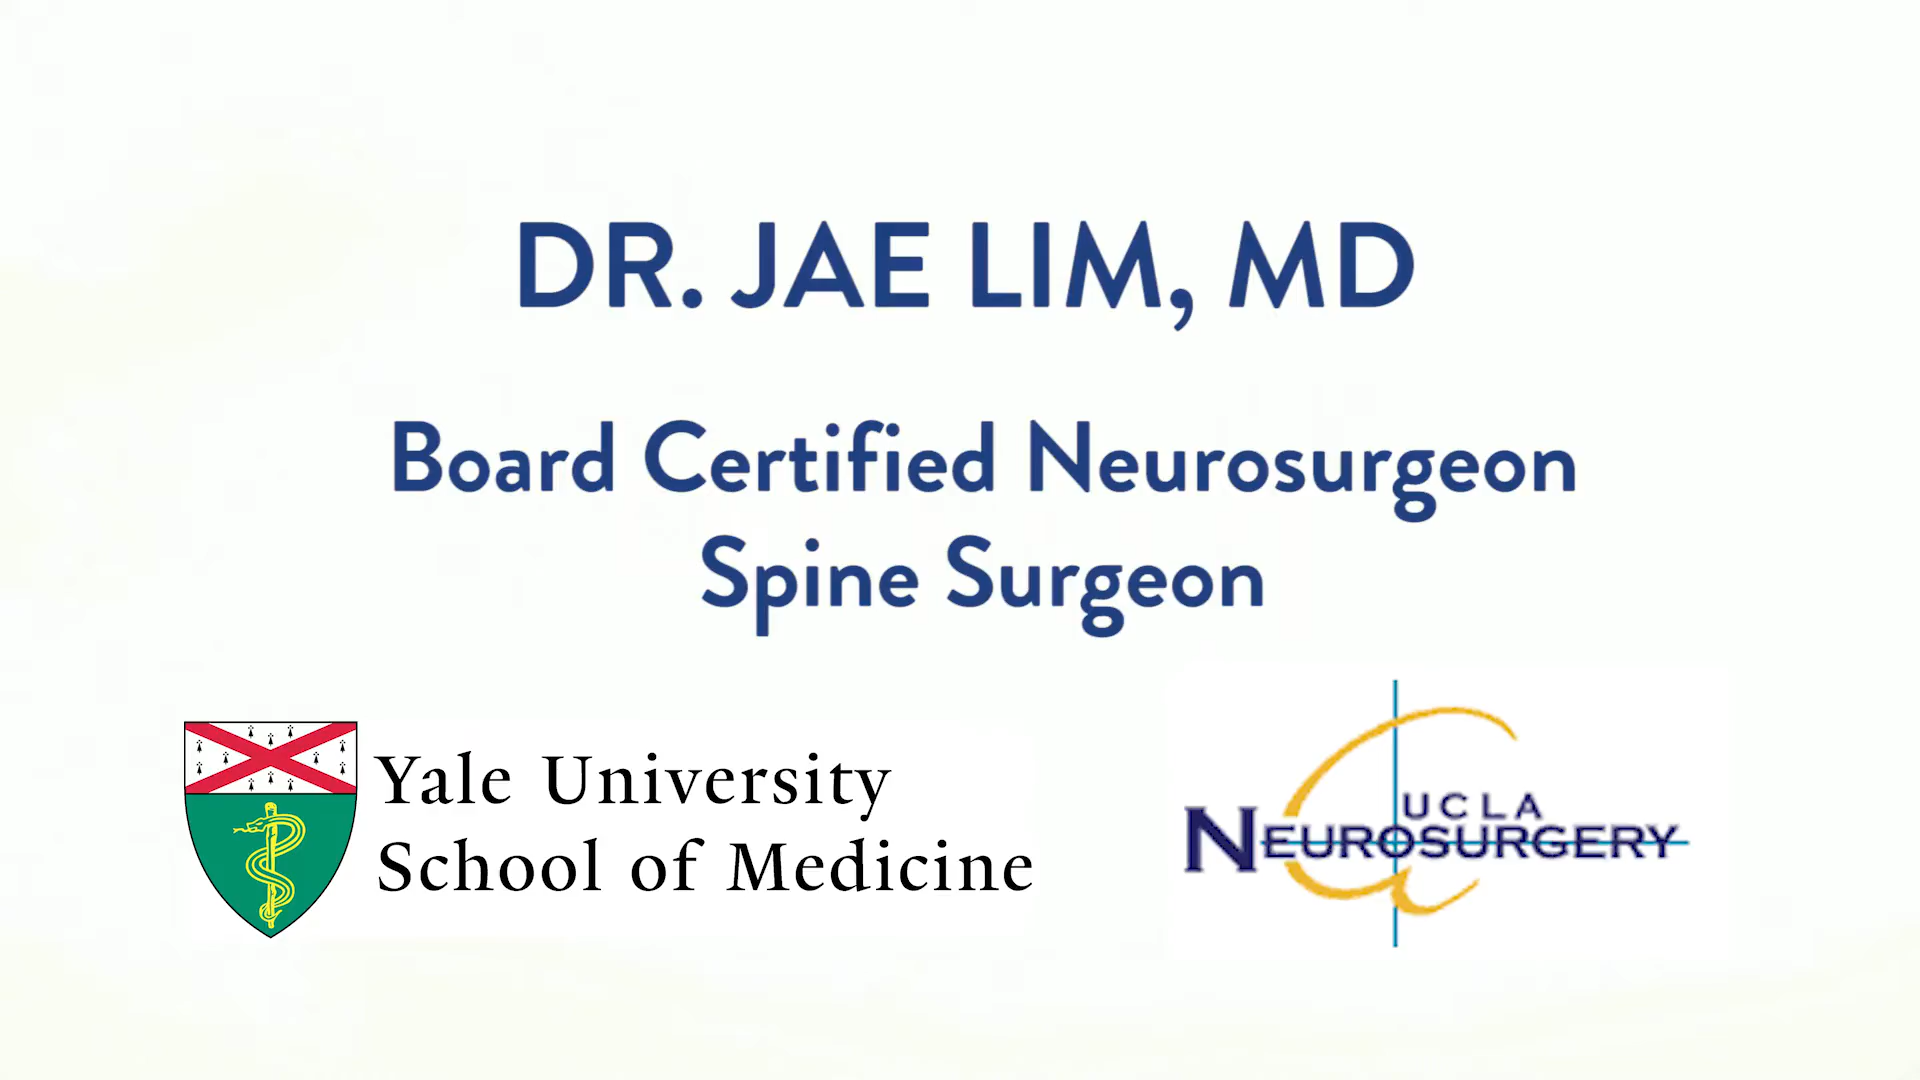 DR. JAE LIM, MD
Board Certified Neurosurgeon
Spine Surgeon
Yale University
School of Medicine
UCLA
NEUROSURGERY